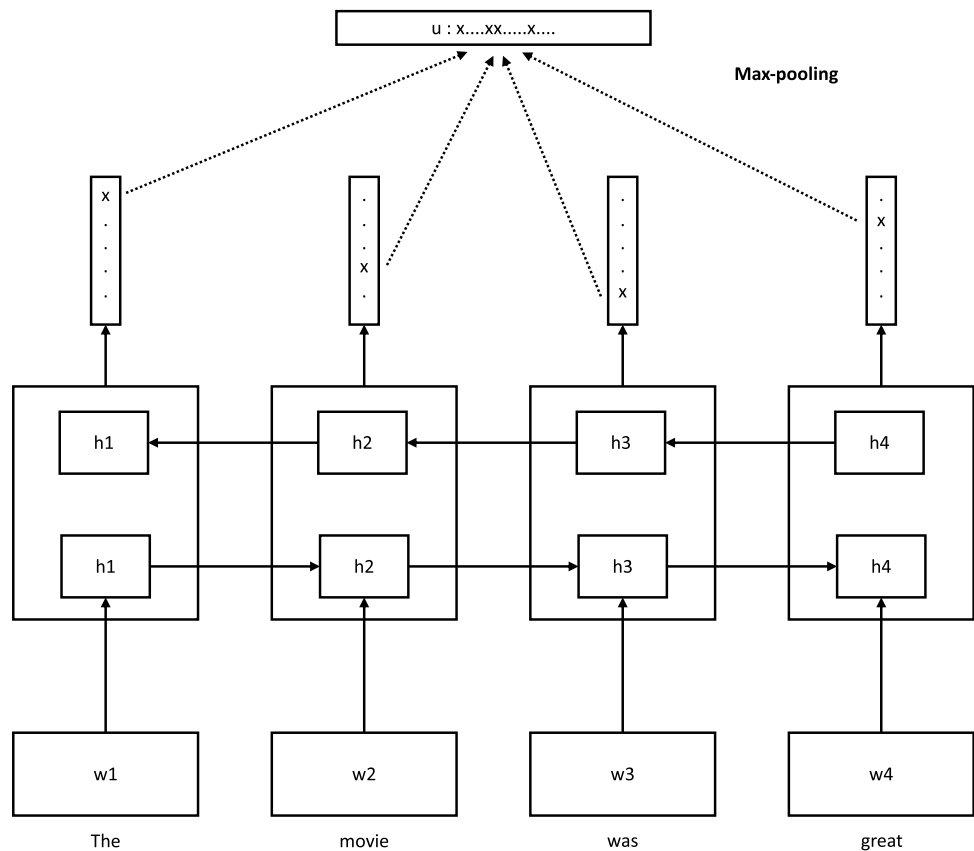 u : x....xx.....x....
Max-pooling
x . . . .
. . . x .
. . . . x
. x . . .
h1 h2 h3 h4
h1 h2 h3 h4
w1 w2 w3 w4
The movie was great